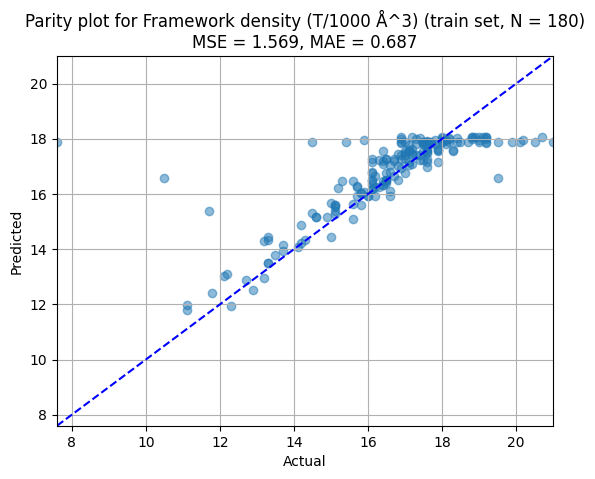 Parity plot for Framework density (T/1000 Å^3) (train set, N = 180)
MSE = 1.569, MAE = 0.687
Predicted
20
18
16
14
12
10
8
8 10 12 14 16 18 20
Actual